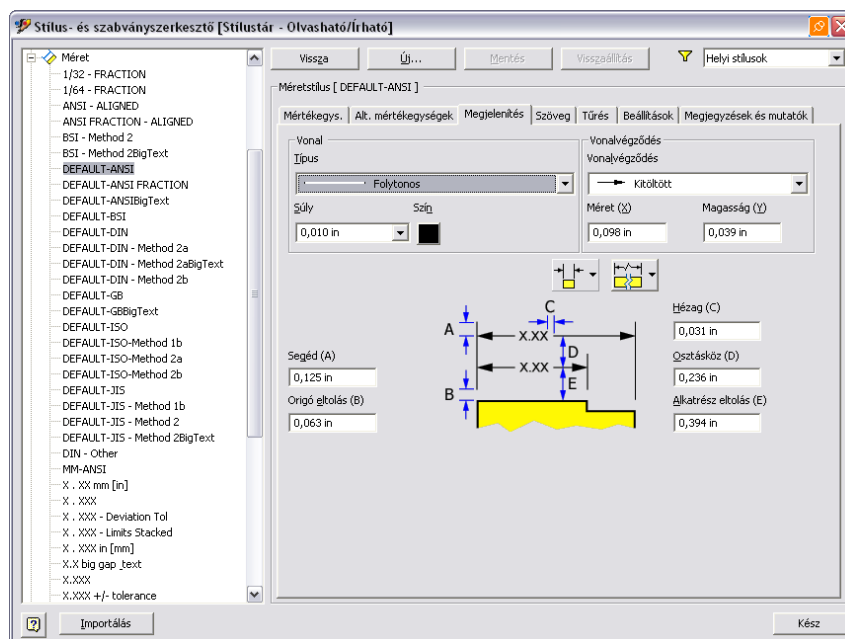 Stílus- és szabványszerkesztő [Stílustár - Olvasható/Írható]
Méret
1/32 - FRACTION
1/64 - FRACTION
ANSI - ALIGNED
ANSI FRACTION - ALIGNED
BSI - Method 2
BSI - Method 2BigText
DEFAULT-ANSI
DEFAULT-ANSI FRACTION
DEFAULT-ANSIBigText
DEFAULT-BSI
DEFAULT-DIN
DEFAULT-DIN - Method 2a
DEFAULT-DIN - Method 2aBigText
DEFAULT-DIN - Method 2b
DEFAULT-GB
DEFAULT-GBBigText
DEFAULT-ISO
DEFAULT-ISO-Method 1b
DEFAULT-ISO-Method 2a
DEFAULT-ISO-Method 2b
DEFAULT-JIS
DEFAULT-JIS - Method 1b
DEFAULT-JIS - Method 2
DEFAULT-JIS - Method 2BigText
DIN - Other
MM-ANSI
X . XX mm [in]
X . XXX
X . XXX - Deviation Tol
X . XXX - Limits Stacked
X . XXX in [mm]
X.X big gap _text
X.XXX
X.XXX +/- tolerance
Importálás
Vissza
Új...
Mentés
Visszaállítás
Helyi stílusok
Méretstílus [ DEFAULT-ANSI ]
Mértékegys.
Alt. mértékegységek
Megjelenítés
Szöveg
Tűrés
Beállítások
Megjegyzések és mutatók
Vonal
Típus
Folytonos
Súly
Szín
0,010 in
Vonalvégződés
Vonalvégződés
Kitöltött
Méret (X)
Magasság (Y)
0,098 in
0,039 in
Segéd (A)
0,125 in
Origó eltolás (B)
0,063 in
A
B
C
X.XX
D
X.XX
E
Hézag (C)
0,031 in
Osztásköz (D)
0,236 in
Alkatrész eltolás (E)
0,394 in
Kész